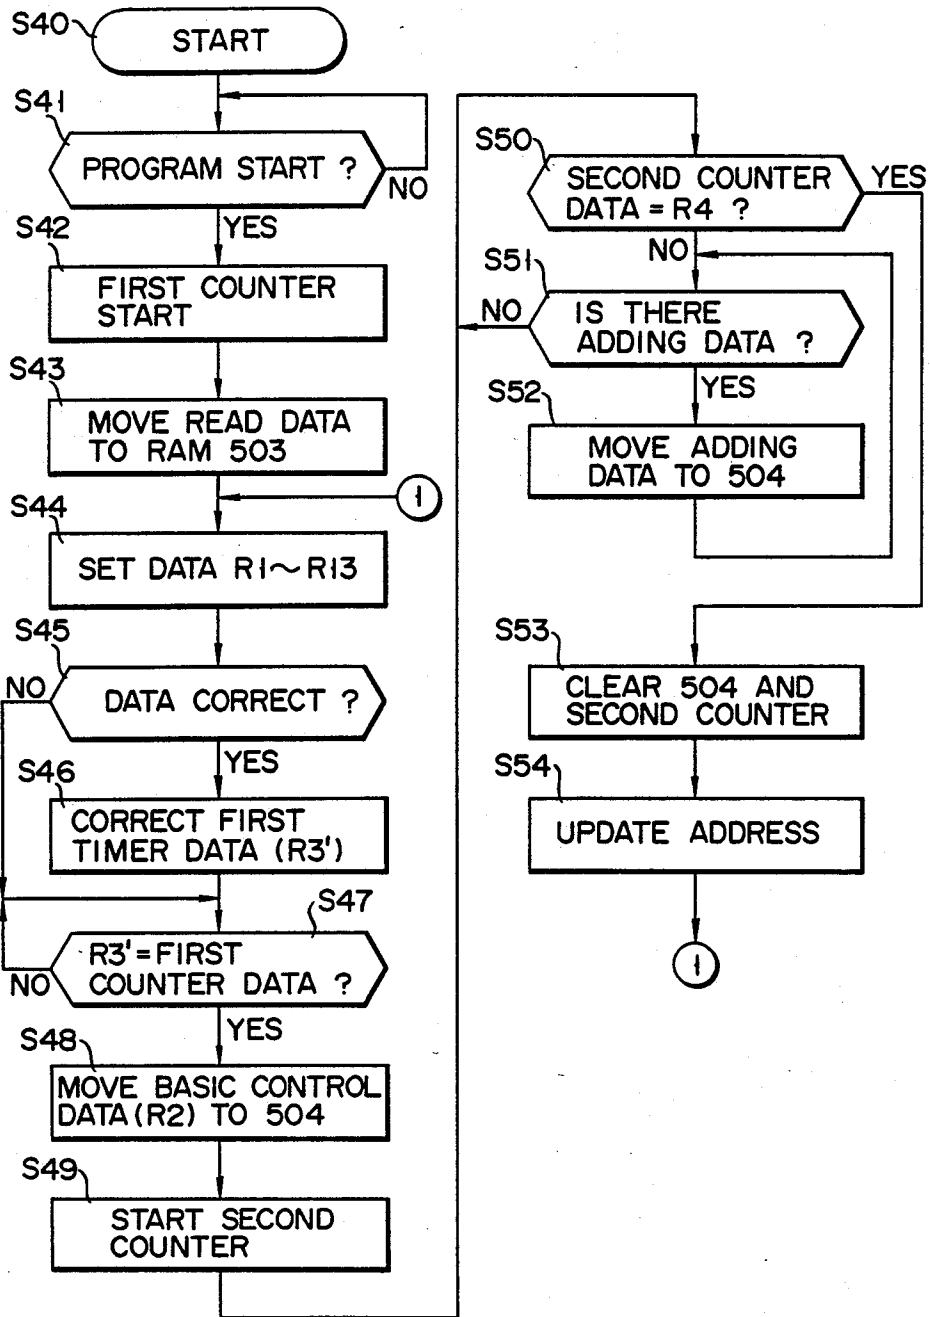 S40
START
S41
PROGRAM START ?
NO
YES
S42
FIRST COUNTER
START
S43
MOVE READ DATA
TO RAM 503
1
S44
SET DATA R1~R13
S45
NO
DATA CORRECT ?
YES
S46
CORRECT FIRST
TIMER DATA (R3')
S47
R3'=FIRST
COUNTER DATA ?
NO
YES
S48
MOVE BASIC CONTROL
DATA(R2) TO 504
S49
START SECOND
COUNTER
S50
SECOND COUNTER
DATA=R4 ?
YES
NO
S51
NO
IS THERE
ADDING DATA ?
YES
S52
MOVE ADDING
DATA TO 504
S53
CLEAR 504 AND
SECOND COUNTER
S54
UPDATE ADDRESS
1